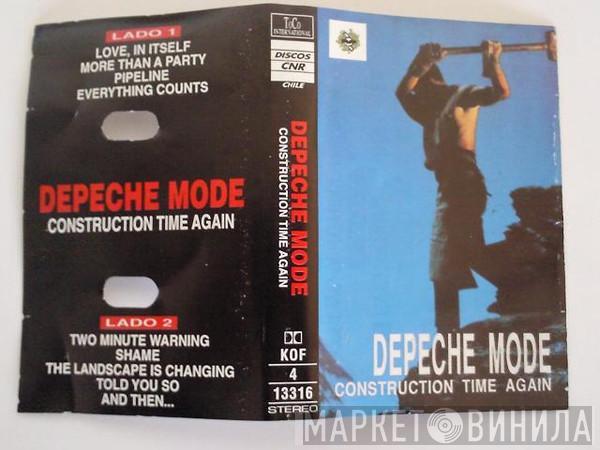 LADO 1
LOVE, IN ITSELF
MORE THAN A PARTY
PIPELINE
EVERYTHING COUNTS
DEPECHE MODE
CONSTRUCTION TIME AGAIN
LADO 2
TWO MINUTE WARNING
SHAME
THE LANDSCAPE IS CHANGING
TOLD YOU SO
AND THEN...
ToCo
INTERNATIONAL
DISCOS
CNR
CHILE
DEPECHE MODE
CONSTRUCTION TIME AGAIN
KOF
4
13316
STEREO
DEPECHE MODE
CONSTRUCTION TIME AGAIN
МАРКЕТ ВИНИЛА